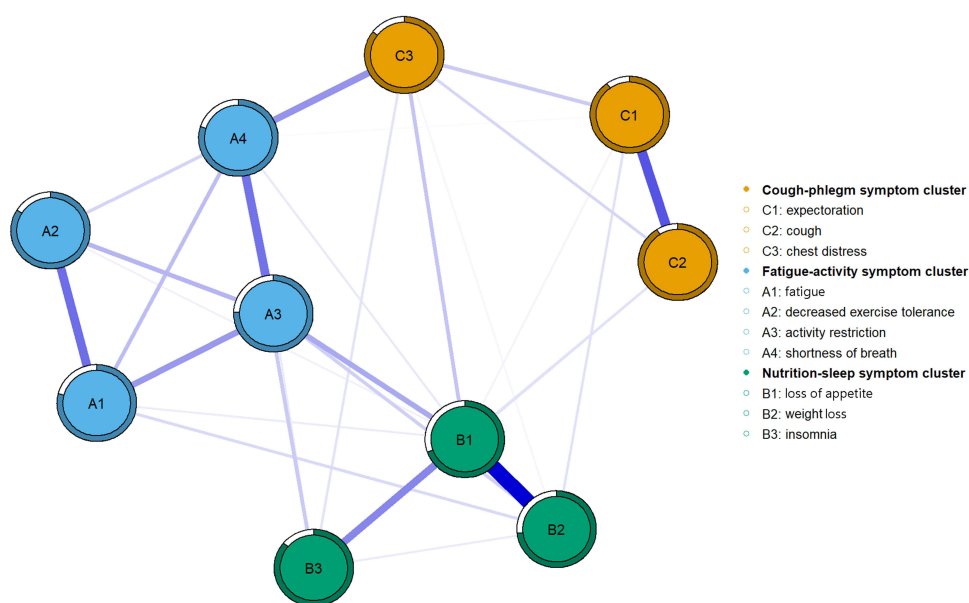 C3
C1
A4
A2
C2
A3
A1
B1
B2
B3
Cough-phlegm symptom cluster
C1: expectoration
C2: cough
C3: chest distress
Fatigue-activity symptom cluster
A1: fatigue
A2: decreased exercise tolerance
A3: activity restriction
A4: shortness of breath
Nutrition-sleep symptom cluster
B1: loss of appetite
B2: weight loss
B3: insomnia